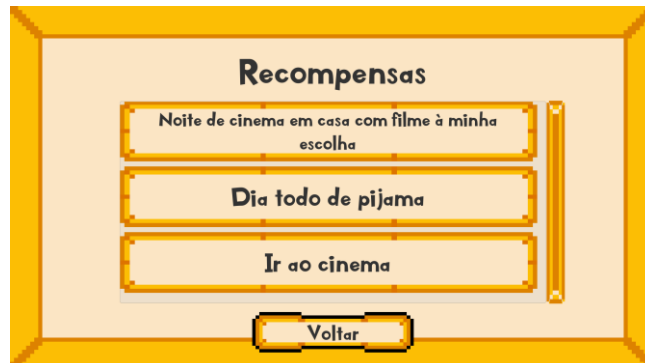 Recompensas
Noite de cinema em casa com filme à minha
escolha
Dia todo de pijama
Ir ao cinema
Voltar